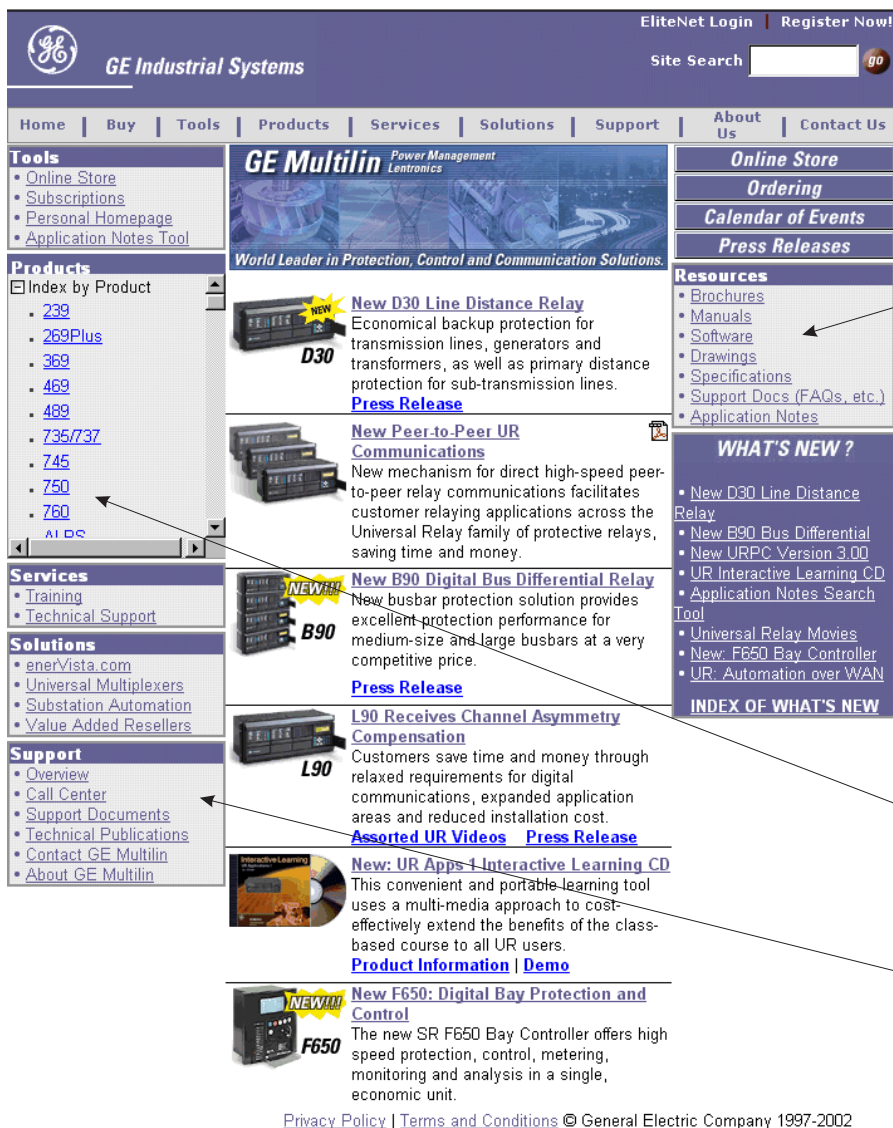 EliteNet Login | Register Now!
GE
GE Industrial Systems
Site Search go
Home | Buy | Tools | Products | Services | Solutions | Support | About Us | Contact Us
Tools
• Online Store
• Subscriptions
• Personal Homepage
• Application Notes Tool
Products
Index by Product
239
269Plus
369
469
489
735/737
745
750
760
ALPS
Services
• Training
• Technical Support
Solutions
• enerVista.com
• Universal Multiplexers
• Substation Automation
• Value Added Resellers
Support
• Overview
• Call Center
• Support Documents
• Technical Publications
• Contact GE Multilin
• About GE Multilin
GE Multilin Power Management
Lentronics
World Leader in Protection, Control and Communication Solutions.
NEW
D30
New D30 Line Distance Relay
Economical backup protection for
transmission lines, generators and
transformers, as well as primary distance
protection for sub-transmission lines.
Press Release
New Peer-to-Peer UR
Communications
New mechanism for direct high-speed peer-
to-peer relay communications facilitates
customer relaying applications across the
Universal Relay family of protective relays,
saving time and money.
NEW!!!
B90
New B90 Digital Bus Differential Relay
New busbar protection solution provides
excellent protection performance for
medium-size and large busbars at a very
competitive price.
Press Release
L90
L90 Receives Channel Asymmetry
Compensation
Customers save time and money through
relaxed requirements for digital
communications, expanded application
areas and reduced installation cost.
Assorted UR Videos Press Release
Interactive Learning
New: UR Apps 1 Interactive Learning CD
This convenient and portable learning tool
uses a multi-media approach to cost-
effectively extend the benefits of the class-
based course to all UR users.
Product Information | Demo
NEW!!!
F650
New F650: Digital Bay Protection and
Control
The new SR F650 Bay Controller offers high
speed protection, control, metering,
monitoring and analysis in a single,
economic unit.
Online Store
Ordering
Calendar of Events
Press Releases
Resources
• Brochures
• Manuals
• Software
• Drawings
• Specifications
• Support Docs (FAQs, etc.)
• Application Notes
WHAT'S NEW ?
• New D30 Line Distance
Relay
• New B90 Bus Differential
• New URPC Version 3.00
• UR Interactive Learning CD
• Application Notes Search
Tool
• Universal Relay Movies
• New: F650 Bay Controller
• UR: Automation over WAN
INDEX OF WHAT'S NEW
Privacy Policy | Terms and Conditions © General Electric Company 1997-2002